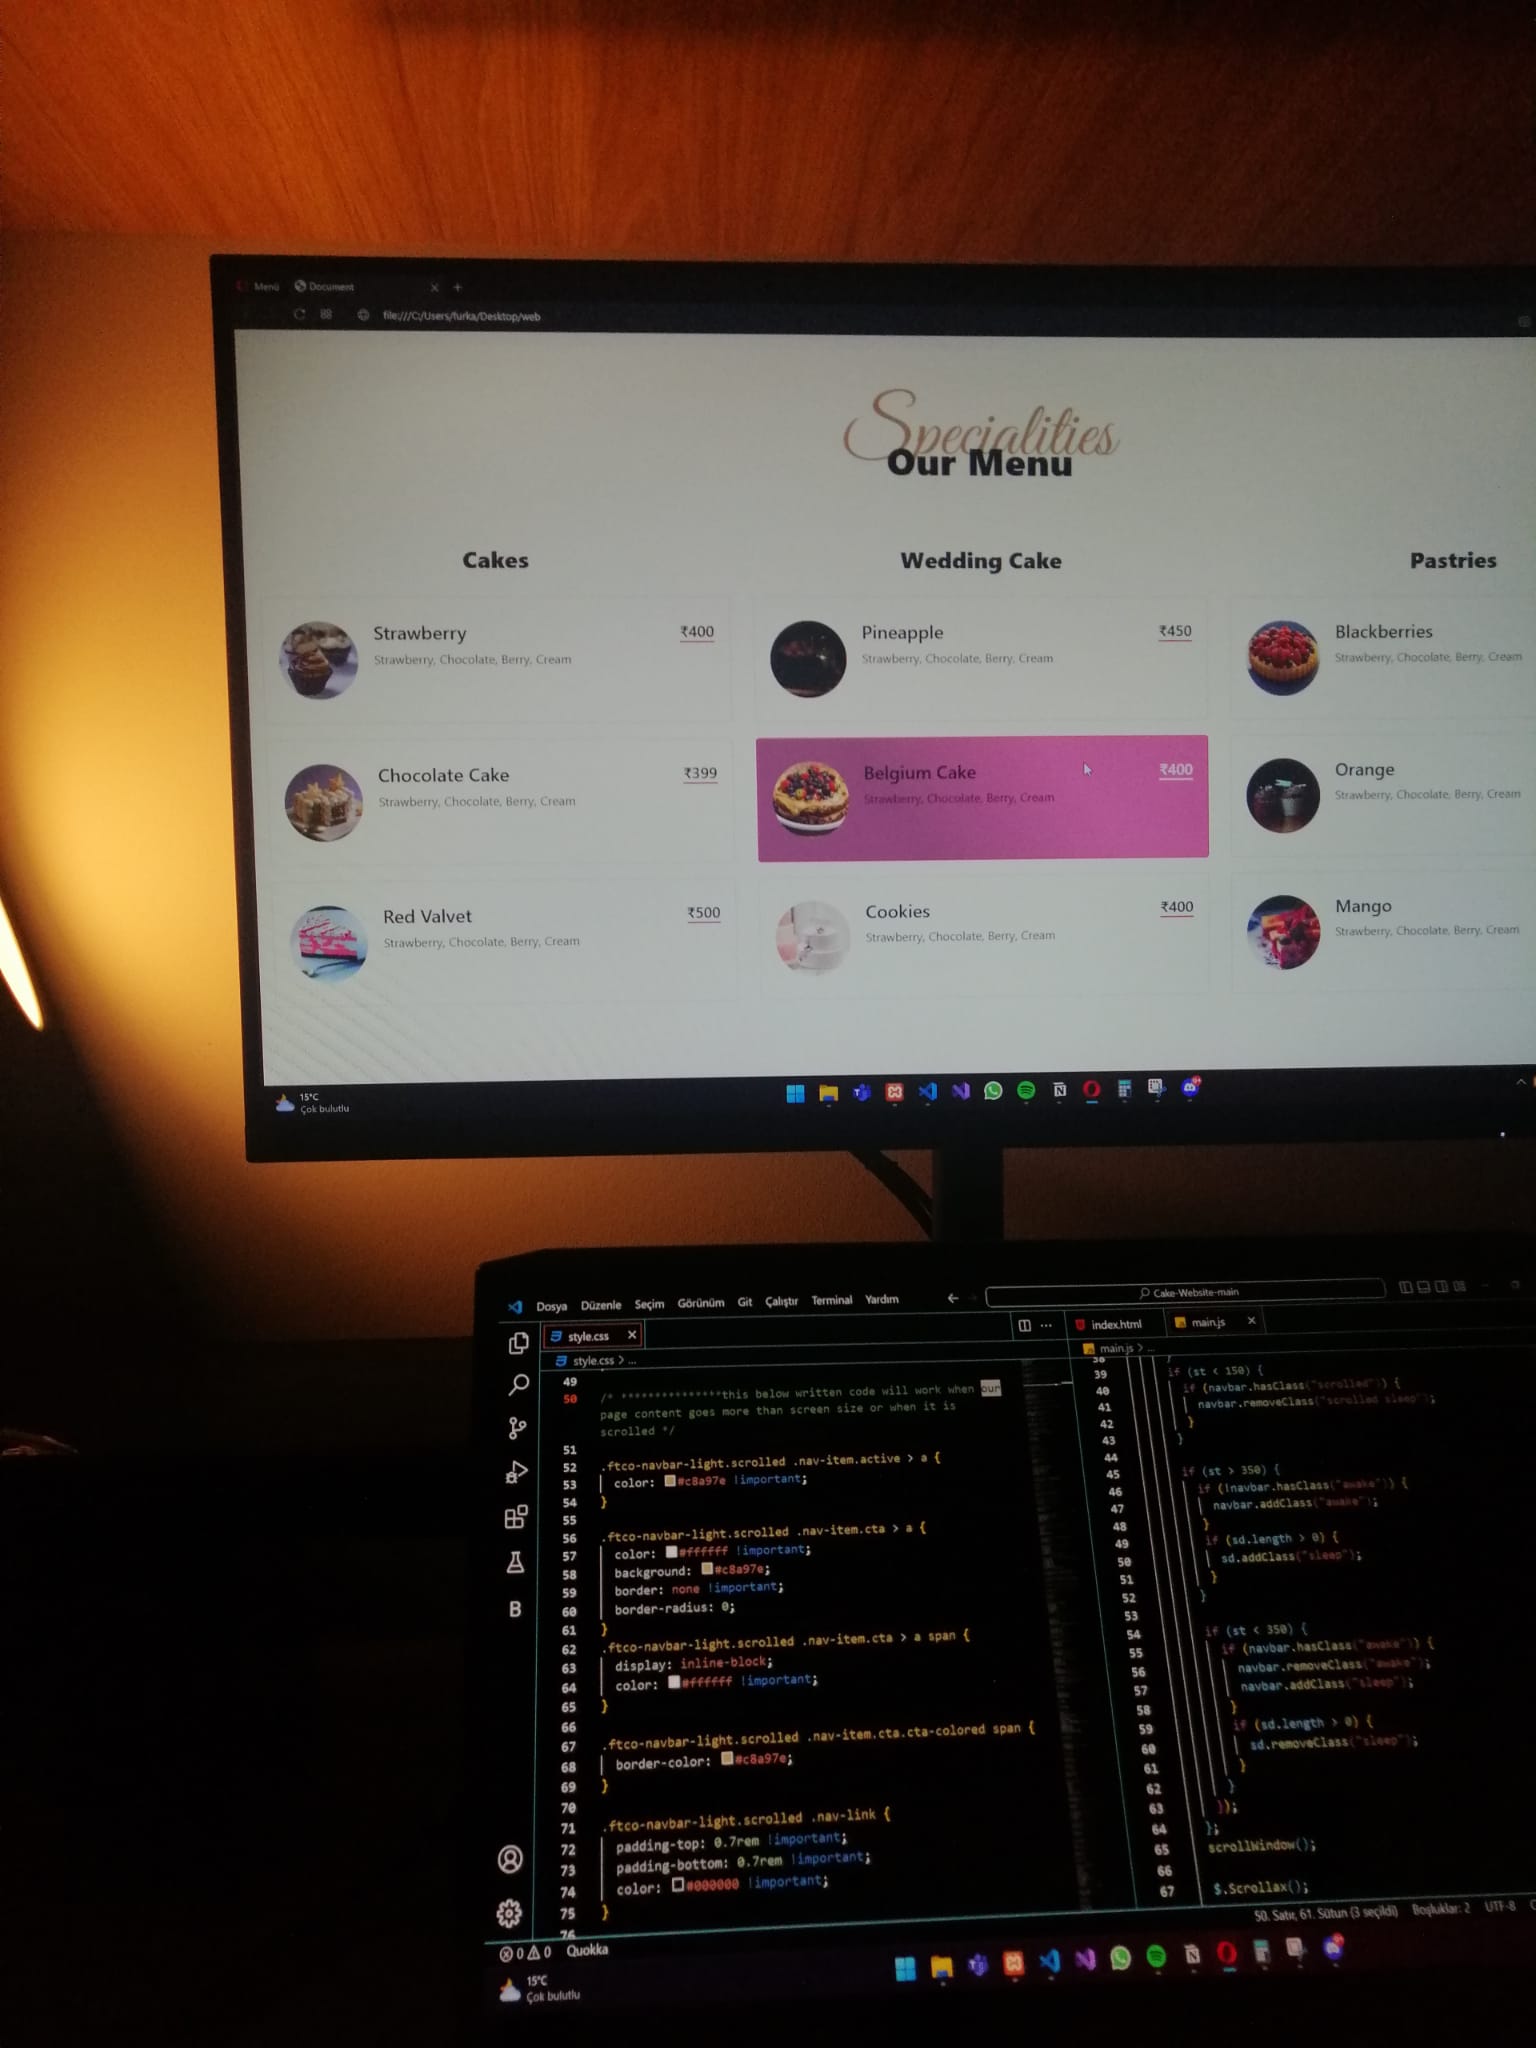 Menü
Document
file:///C:/Users/furka/Desktop/web
Specialities
Our Menu
Cakes
Strawberry
₹400
Strawberry, Chocolate, Berry, Cream
Chocolate Cake
₹399
Strawberry, Chocolate, Berry, Cream
Red Valvet
₹500
Strawberry, Chocolate, Berry, Cream
Wedding Cake
Pineapple
₹450
Strawberry, Chocolate, Berry, Cream
Belgium Cake
₹400
Strawberry, Chocolate, Berry, Cream
Cookies
₹400
Strawberry, Chocolate, Berry, Cream
Pastries
Blackberries
Strawberry, Chocolate, Berry, Cream
Orange
Strawberry, Chocolate, Berry, Cream
Mango
Strawberry, Chocolate, Berry, Cream
15°C
Çok bulutlu
Dosya Düzenle Seçim Görünüm Git Çalıştır Terminal Yardım
Cake-Website-main
style.css
style.css > ...
49
50 /* ***************this below written code will work when our
page content goes more than screen size or when it is
scrolled */
51
52 .ftco-navbar-light.scrolled .nav-item.active > a {
53 color: #c8a97e !important;
54 }
55
56 .ftco-navbar-light.scrolled .nav-item.cta > a {
57 color: #ffffff !important;
58 background: #c8a97e;
59 border: none !important;
60 border-radius: 0;
61 }
62 .ftco-navbar-light.scrolled .nav-item.cta > a span {
63 display: inline-block;
64 color: #ffffff !important;
65 }
66
67 .ftco-navbar-light.scrolled .nav-item.cta.cta-colored span {
68 border-color: #c8a97e;
69 }
70
71 .ftco-navbar-light.scrolled .nav-link {
72 padding-top: 0.7rem !important;
73 padding-bottom: 0.7rem !important;
74 color: #000000 !important;
75 }
76
index.html
main.js
main.js > ...
38 }
39 if (st < 150) {
40 if (navbar.hasClass("scrolled")) {
41 navbar.removeClass("scrolled sleep");
42 }
43 }
44
45 if (st > 350) {
46 if (!navbar.hasClass("awake")) {
47 navbar.addClass("awake");
48 }
49 if (sd.length > 0) {
50 sd.addClass("sleep");
51 }
52 }
53
54 if (st < 350) {
55 if (navbar.hasClass("awake")) {
56 navbar.removeClass("awake");
57 navbar.addClass("sleep");
58 }
59 if (sd.length > 0) {
60 sd.removeClass("sleep");
61 }
62 }
63 });
64 };
65 scrollWindow();
66
67 $.Scrollax();
0 0 Quokka
50. Satır, 61. Sütun (3 seçildi) Boşluklar: 2 UTF-8
15°C
Çok bulutlu